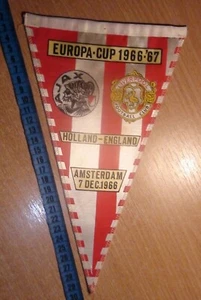 EUROPA-CUP 1966-'67
AJAX
HOLLAND-ENGLAND
AMSTERDAM
7 DEC.1966